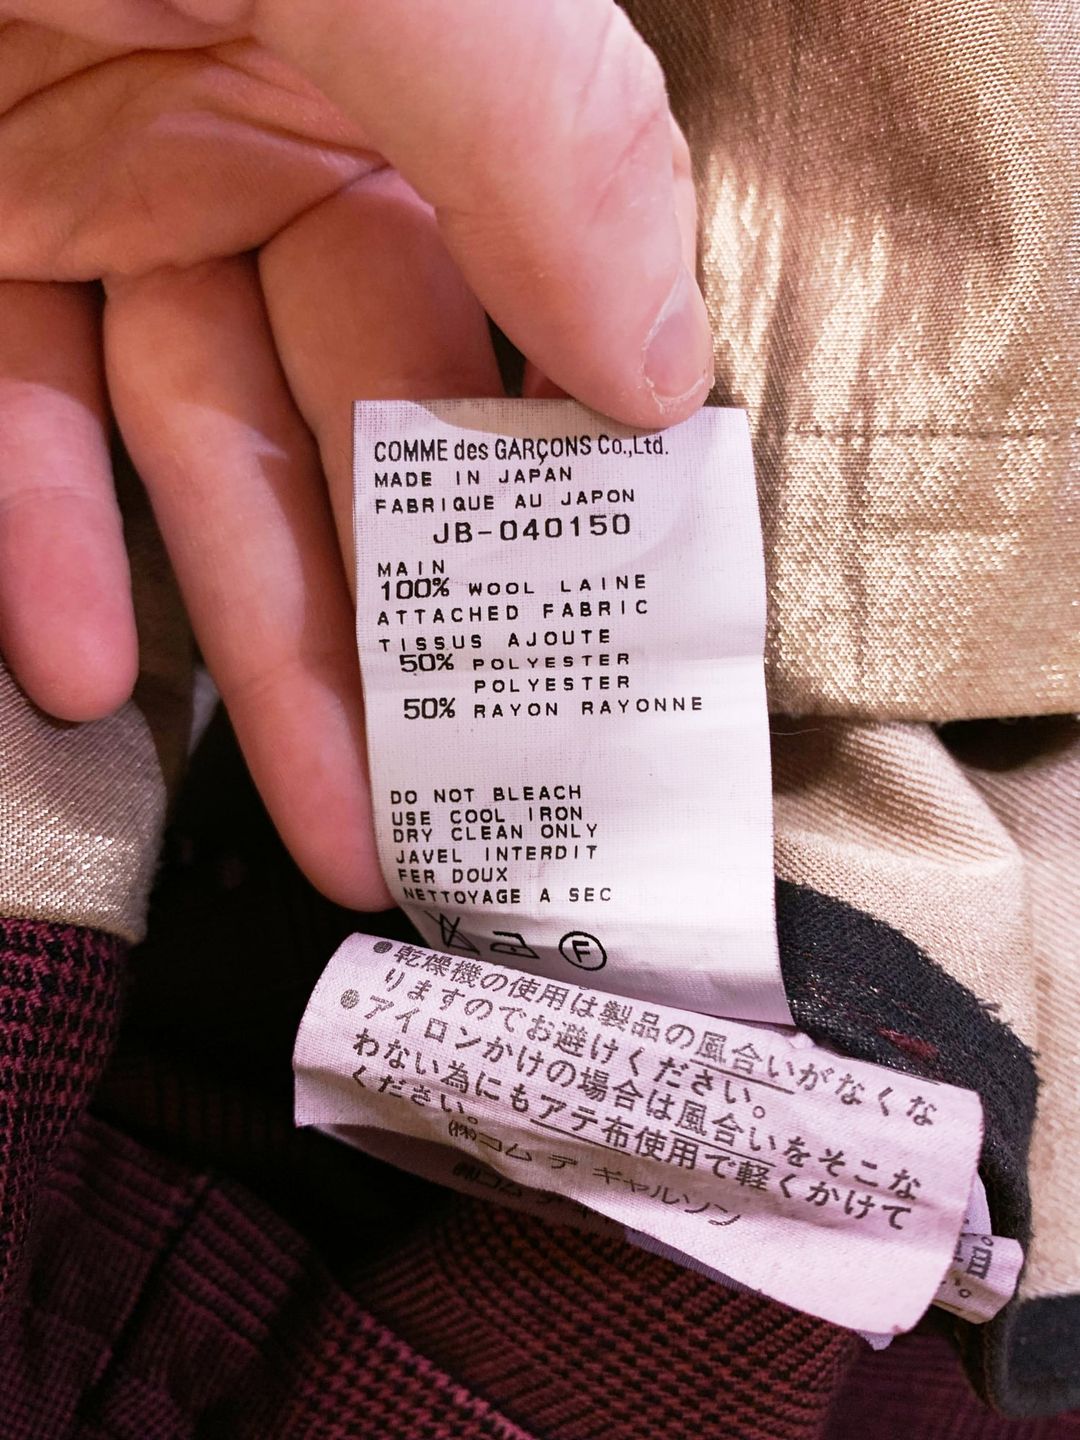 COMME des GARÇONS Co.,Ltd.
MADE IN JAPAN
FABRIQUE AU JAPON
JB-040150
MAIN
100% WOOL LAINE
ATTACHED FABRIC
TISSUS AJOUTE
50% POLYESTER
POLYESTER
50% RAYON RAYONNE
DO NOT BLEACH
USE COOL IRON
DRY CLEAN ONLY
JAVEL INTERDIT
FER DOUX
NETTOYAGE A SEC
F
●乾燥機の使用は製品の風合いがなくな
りますのでお避けください。
●アイロンかけの場合は風合いをそこな
わない為にもアテ布使用で軽くかけて
ください。
㈱コム デ ギャルソン